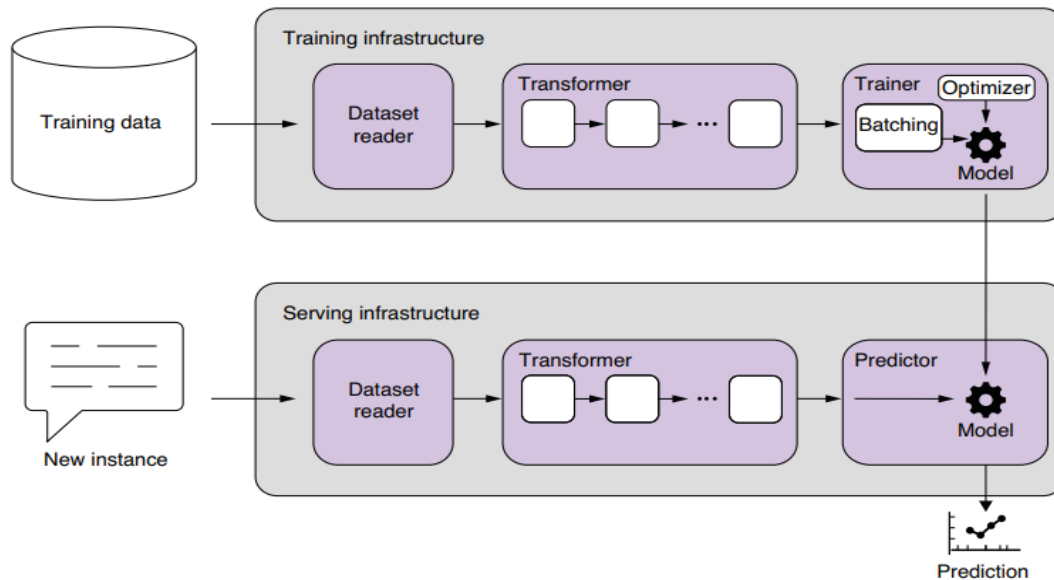 Training infrastructure
Training data
Dataset
reader
Transformer
...
Trainer
Optimizer
Batching
Model
Serving infrastructure
New instance
Dataset
reader
Transformer
...
Predictor
Model
Prediction